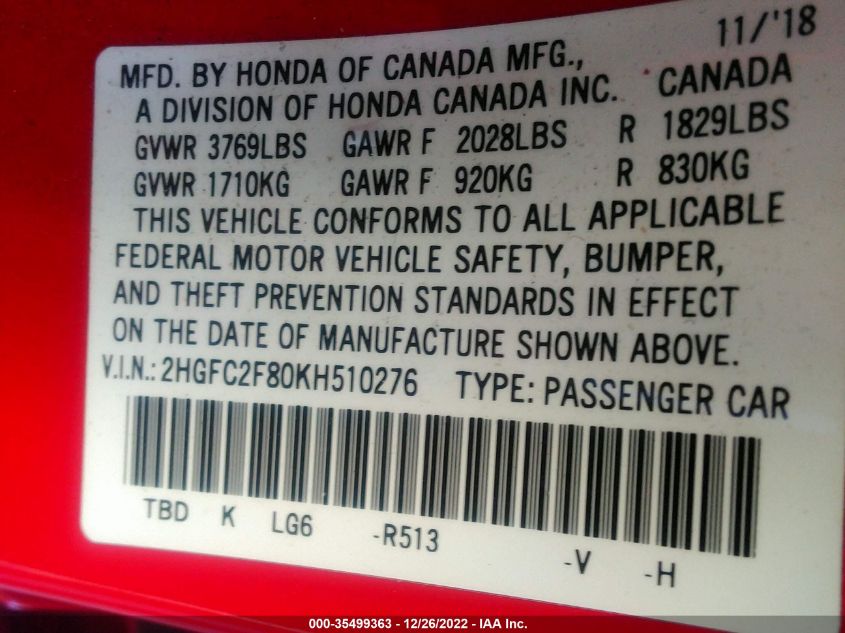 11/'18
MFD. BY HONDA OF CANADA MFG.,
A DIVISION OF HONDA CANADA INC. CANADA
GVWR 3769LBS GAWR F 2028LBS R 1829LBS
GVWR 1710KG GAWR F 920KG R 830KG
THIS VEHICLE CONFORMS TO ALL APPLICABLE
FEDERAL MOTOR VEHICLE SAFETY, BUMPER,
AND THEFT PREVENTION STANDARDS IN EFFECT
ON THE DATE OF MANUFACTURE SHOWN ABOVE.
V.I.N.: 2HGFC2F80KH510276 TYPE: PASSENGER CAR
TBD K LG6 -R513 -V -H
000-35499363 - 12/26/2022 - IAA Inc.